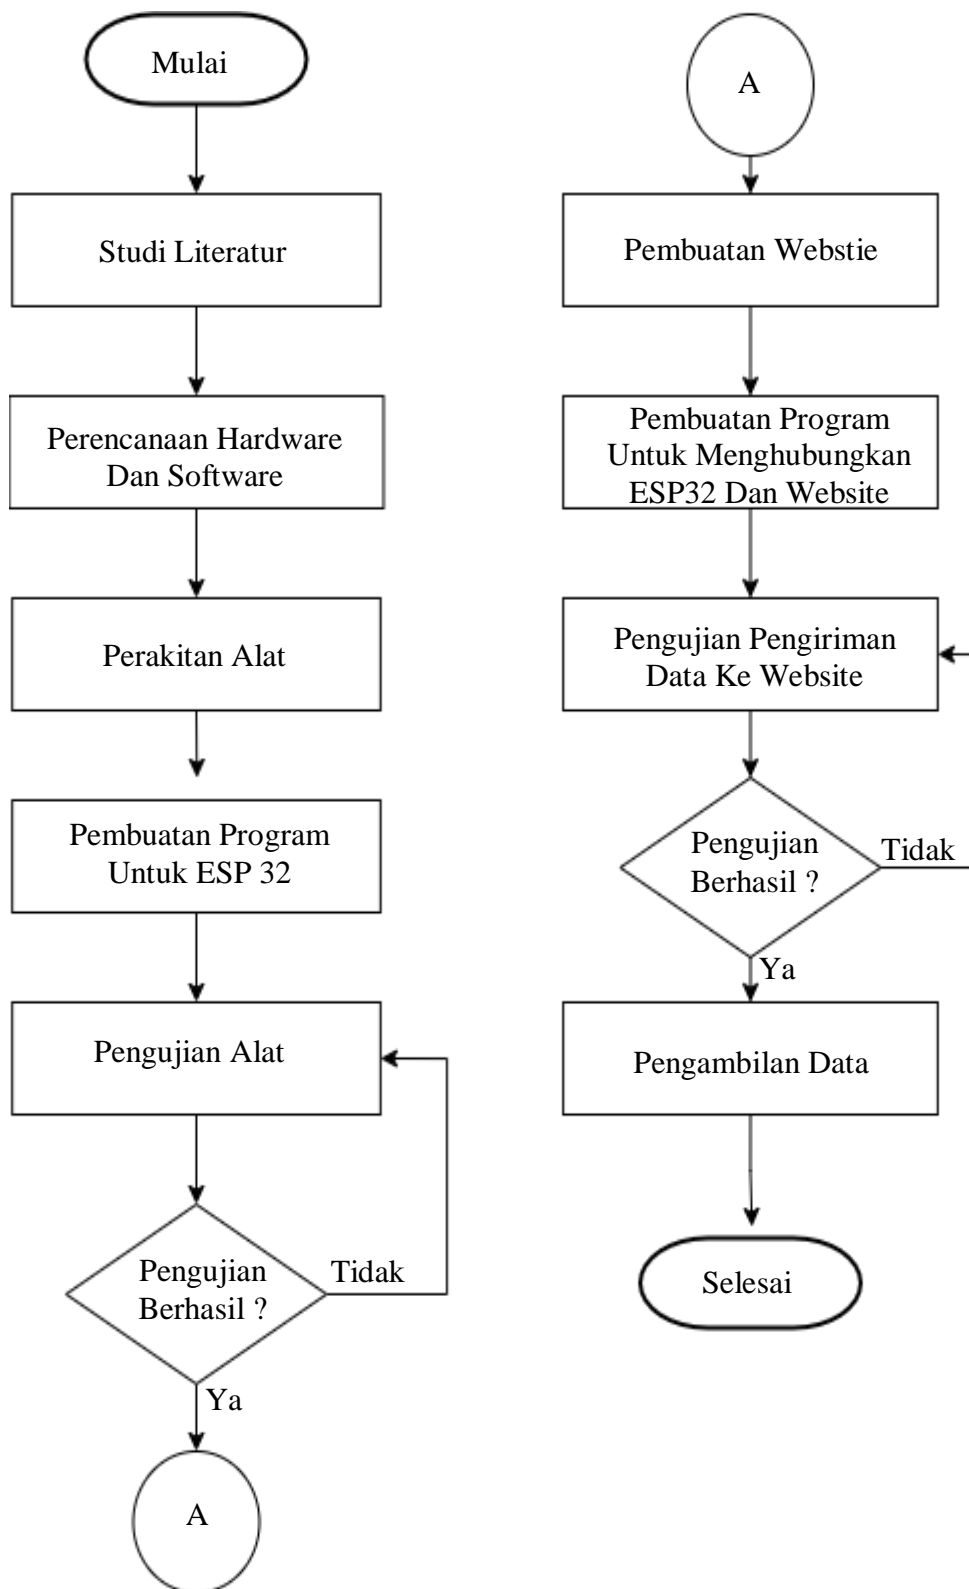 Mulai
Studi Literatur
Perencanaan Hardware
Dan Software
Perakitan Alat
Pembuatan Program
Untuk ESP 32
Pengujian Alat
Pengujian
Berhasil ?
Tidak
Ya
A
A
Pembuatan Webstie
Pembuatan Program
Untuk Menghubungkan
ESP32 Dan Website
Pengujian Pengiriman
Data Ke Website
Pengujian
Berhasil ?
Tidak
Ya
Pengambilan Data
Selesai